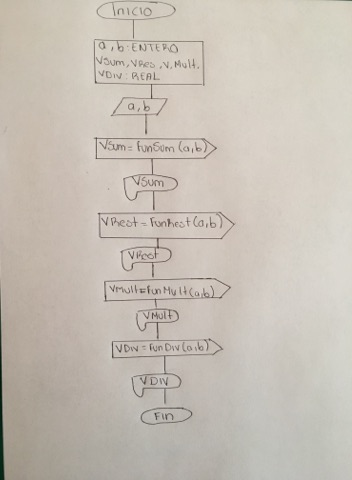 Inicio
a, b: ENTERO
VSum, VRes, V, Mult,
VDIV: REAL
a, b
VSum = FunSum(a,b)
VSum
VRest = FunRest(a,b)
VRest
VMult = FunMult(a,b)
VMult
VDIV = FunDiv(a,b)
VDIV
Fin